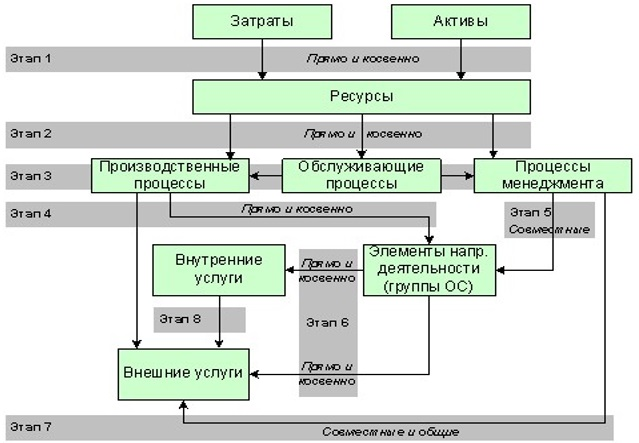 Затраты
Активы
Этап 1
Прямо и косвенно
Ресурсы
Этап 2
Прямо и косвенно
Этап 3
Производственные
процессы
Обслуживающие
процессы
Процессы
менеджмента
Этап 4
Прямо и косвенно
Этап 5
Совместные
Внутренние
услуги
Прямо и
косвенно
Элементы напр.
деятельности
(группы ОС)
Этап 8
Этап 6
Внешние услуги
Прямо и
косвенно
Этап 7
Совместные и общие